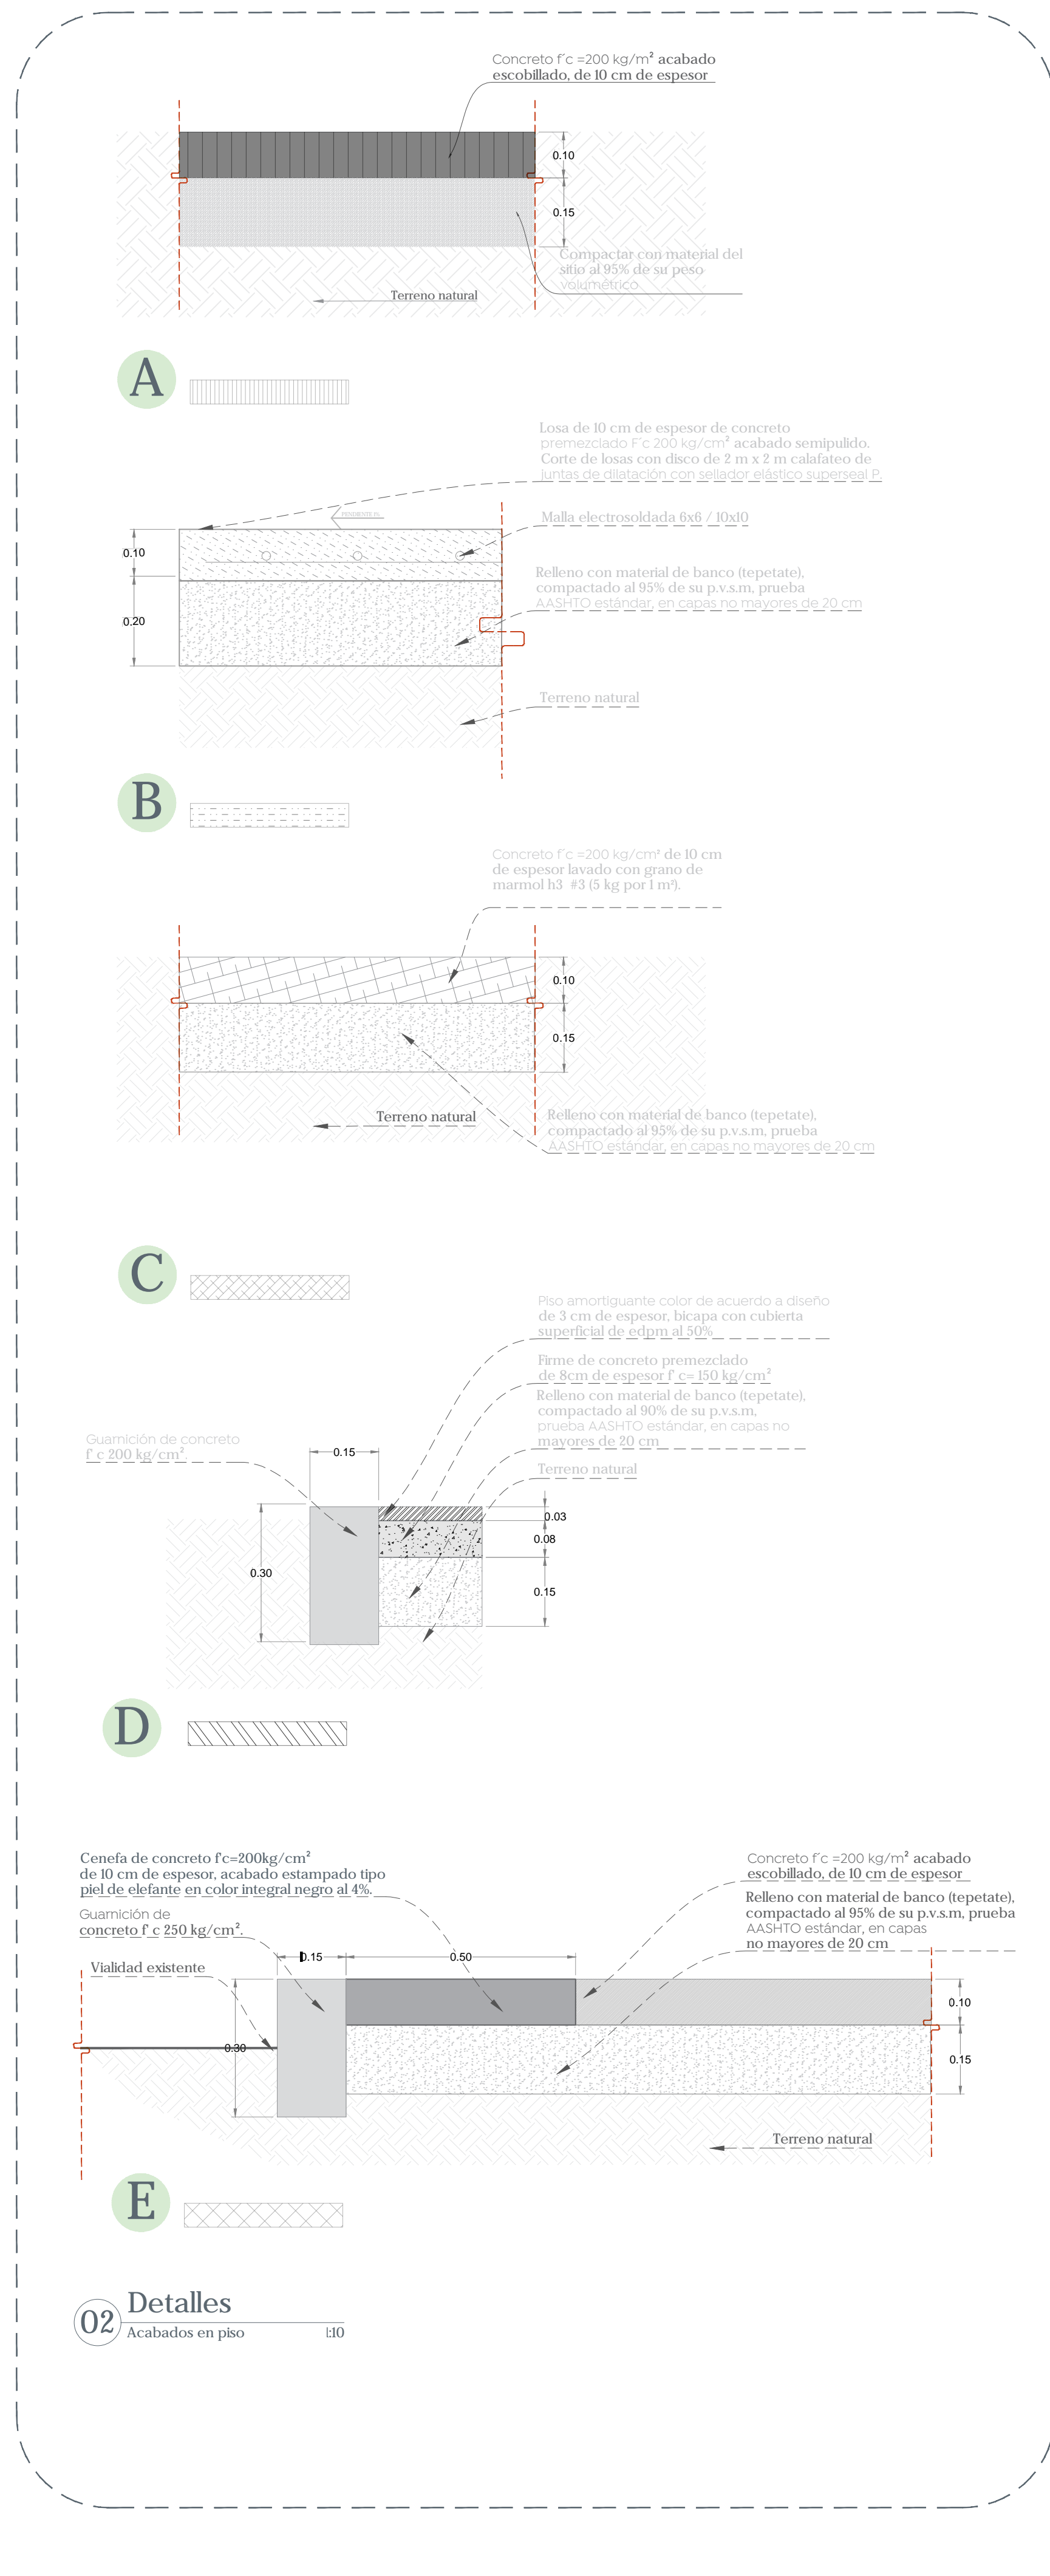 Concreto f´c =200 kg/m² acabado
escobillado, de 10 cm de espesor
0.10
0.15
Compactar con material del
sitio al 95% de su peso
volumétrico
Terreno natural
A
Losa de 10 cm de espesor de concreto
premezclado F´c 200 kg/cm² acabado semipulido.
Corte de losas con disco de 2 m x 2 m calafateo de
juntas de dilatación con sellador elástico superseal P.
PENDIENTE
Malla electrosoldada 6x6 / 10x10
0.10
Relleno con material de banco (tepetate),
compactado al 95% de su p.v.s.m, prueba
AASHTO estándar, en capas no mayores de 20 cm
0.20
Terreno natural
B
Concreto f´c =200 kg/cm² de 10 cm
de espesor lavado con grano de
marmol h3 #3 (5 kg por 1 m²).
0.10
0.15
Terreno natural
Relleno con material de banco (tepetate),
compactado al 95% de su p.v.s.m, prueba
AASHTO estándar, en capas no mayores de 20 cm
C
Piso amortiguante color de acuerdo a diseño
de 3 cm de espesor, bicapa con cubierta
superficial de edpm al 50%
Firme de concreto premezclado
de 8cm de espesor f' c= 150 kg/cm²
Relleno con material de banco (tepetate),
compactado al 90% de su p.v.s.m,
prueba AASHTO estándar, en capas no
mayores de 20 cm
Guarnición de concreto
f' c 200 kg/cm².
0.15
Terreno natural
0.03
0.08
0.30
0.15
D
Cenefa de concreto f'c=200kg/cm²
de 10 cm de espesor, acabado estampado tipo
piel de elefante en color integral negro al 4%.
Concreto f´c =200 kg/m² acabado
escobillado, de 10 cm de espesor
Guarnición de
concreto f' c 250 kg/cm².
Relleno con material de banco (tepetate),
compactado al 95% de su p.v.s.m, prueba
AASHTO estándar, en capas
no mayores de 20 cm
0.15
0.50
Vialidad existente
0.10
0.30
0.15
Terreno natural
E
02
Detalles
Acabados en piso 1:10